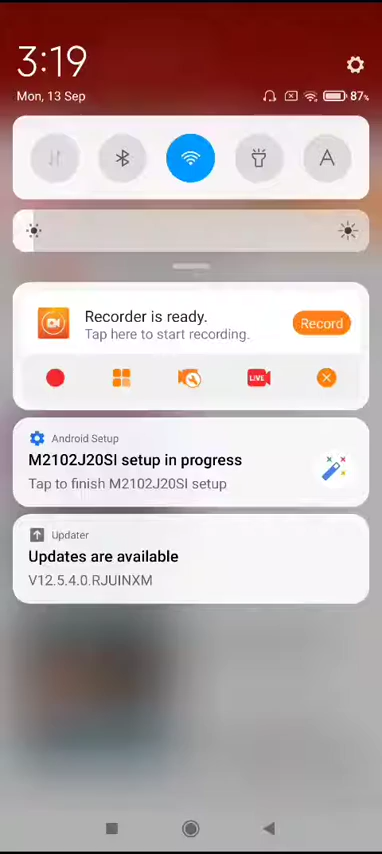 3:19
Mon, 13 Sep
87%
A
Recorder is ready.
Tap here to start recording.
Record
LIVE
Android Setup
M2102J20SI setup in progress
Tap to finish M2102J20SI setup
Updater
Updates are available
V12.5.4.0.RJUINXM